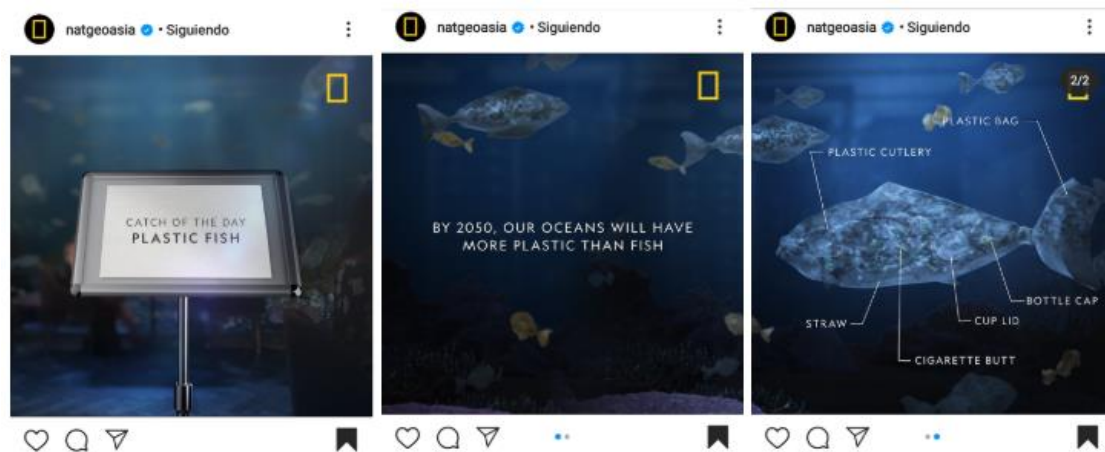 natgeoasia • Siguiendo
CATCH OF THE DAY
PLASTIC FISH
natgeoasia • Siguiendo
BY 2050, OUR OCEANS WILL HAVE
MORE PLASTIC THAN FISH
natgeoasia • Siguiendo
2/2
PLASTIC BAG
PLASTIC CUTLERY
BOTTLE CAP
STRAW
CUP LID
CIGARETTE BUTT